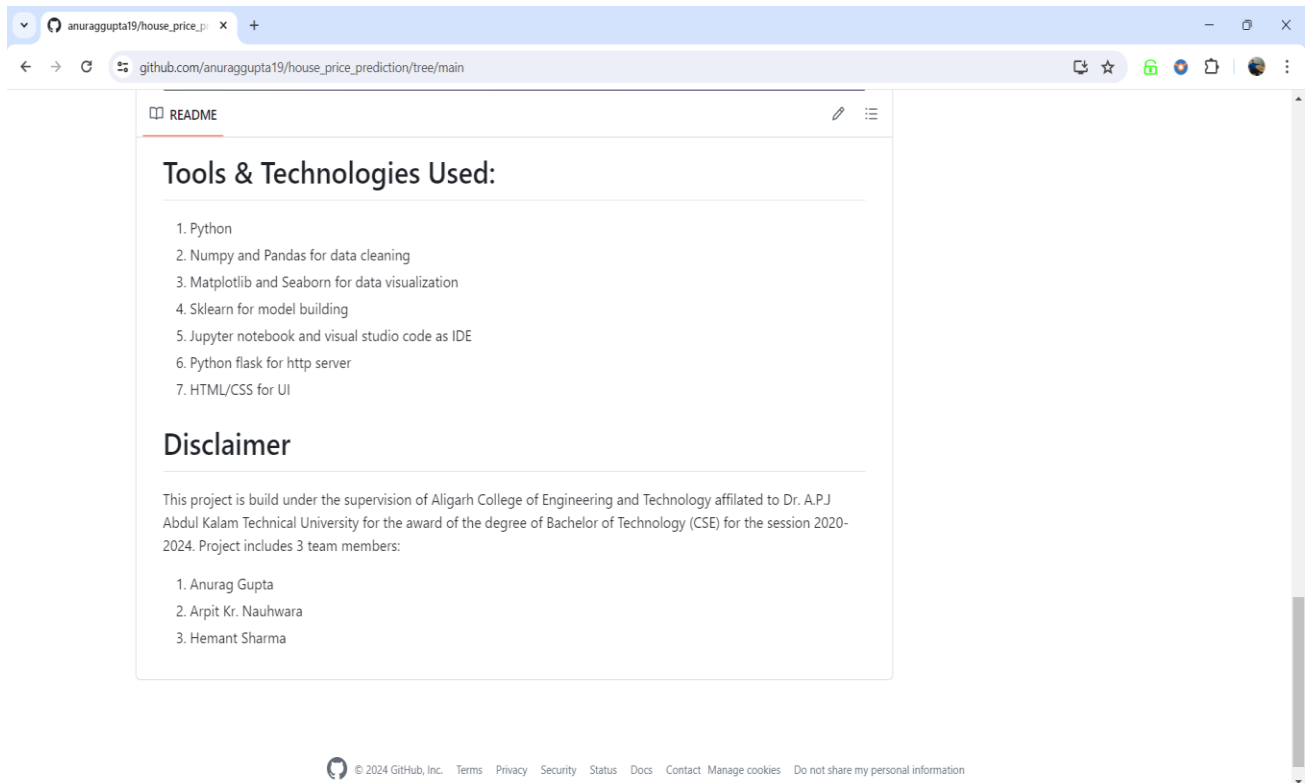 anuraggupta19/house_price_pr
github.com/anuraggupta19/house_price_prediction/tree/main
README
Tools & Technologies Used:
1. Python
2. Numpy and Pandas for data cleaning
3. Matplotlib and Seaborn for data visualization
4. Sklearn for model building
5. Jupyter notebook and visual studio code as IDE
6. Python flask for http server
7. HTML/CSS for UI
Disclaimer
This project is build under the supervision of Aligarh College of Engineering and Technology affilated to Dr. A.P.J
Abdul Kalam Technical University for the award of the degree of Bachelor of Technology (CSE) for the session 2020-
2024. Project includes 3 team members:
1. Anurag Gupta
2. Arpit Kr. Nauhwara
3. Hemant Sharma
© 2024 GitHub, Inc. Terms Privacy Security Status Docs Contact Manage cookies Do not share my personal information